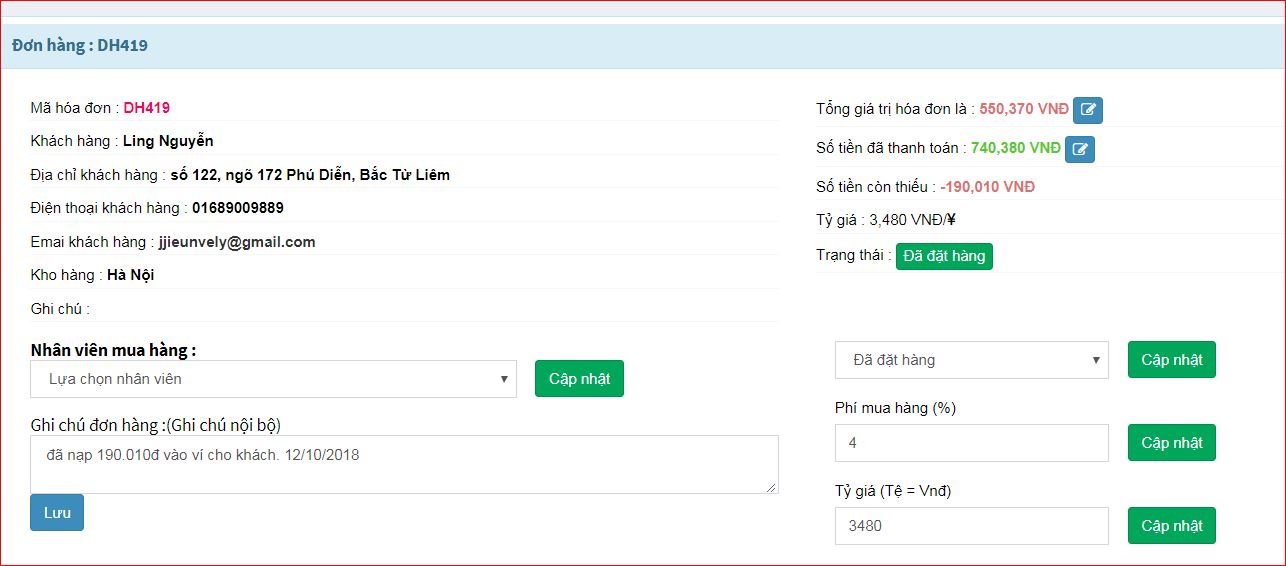 Đơn hàng : DH419
Mã hóa đơn : DH419
Khách hàng : Ling Nguyễn
Địa chỉ khách hàng : số 122, ngõ 172 Phú Diễn, Bắc Từ Liêm
Điện thoại khách hàng : 01689009889
Emai khách hàng : jjieunvely@gmail.com
Kho hàng : Hà Nội
Ghi chú :
Tổng giá trị hóa đơn là : 550,370 VNĐ
Số tiền đã thanh toán : 740,380 VNĐ
Số tiền còn thiếu : -190,010 VNĐ
Tỷ giá : 3,480 VNĐ/¥
Trạng thái : Đã đặt hàng
Nhân viên mua hàng :
Lựa chọn nhân viên
Cập nhật
Ghi chú đơn hàng :(Ghi chú nội bộ)
đã nạp 190.010đ vào ví cho khách. 12/10/2018
Lưu
Đã đặt hàng
Cập nhật
Phí mua hàng (%)
4
Cập nhật
Tỷ giá (Tệ = Vnđ)
3480
Cập nhật